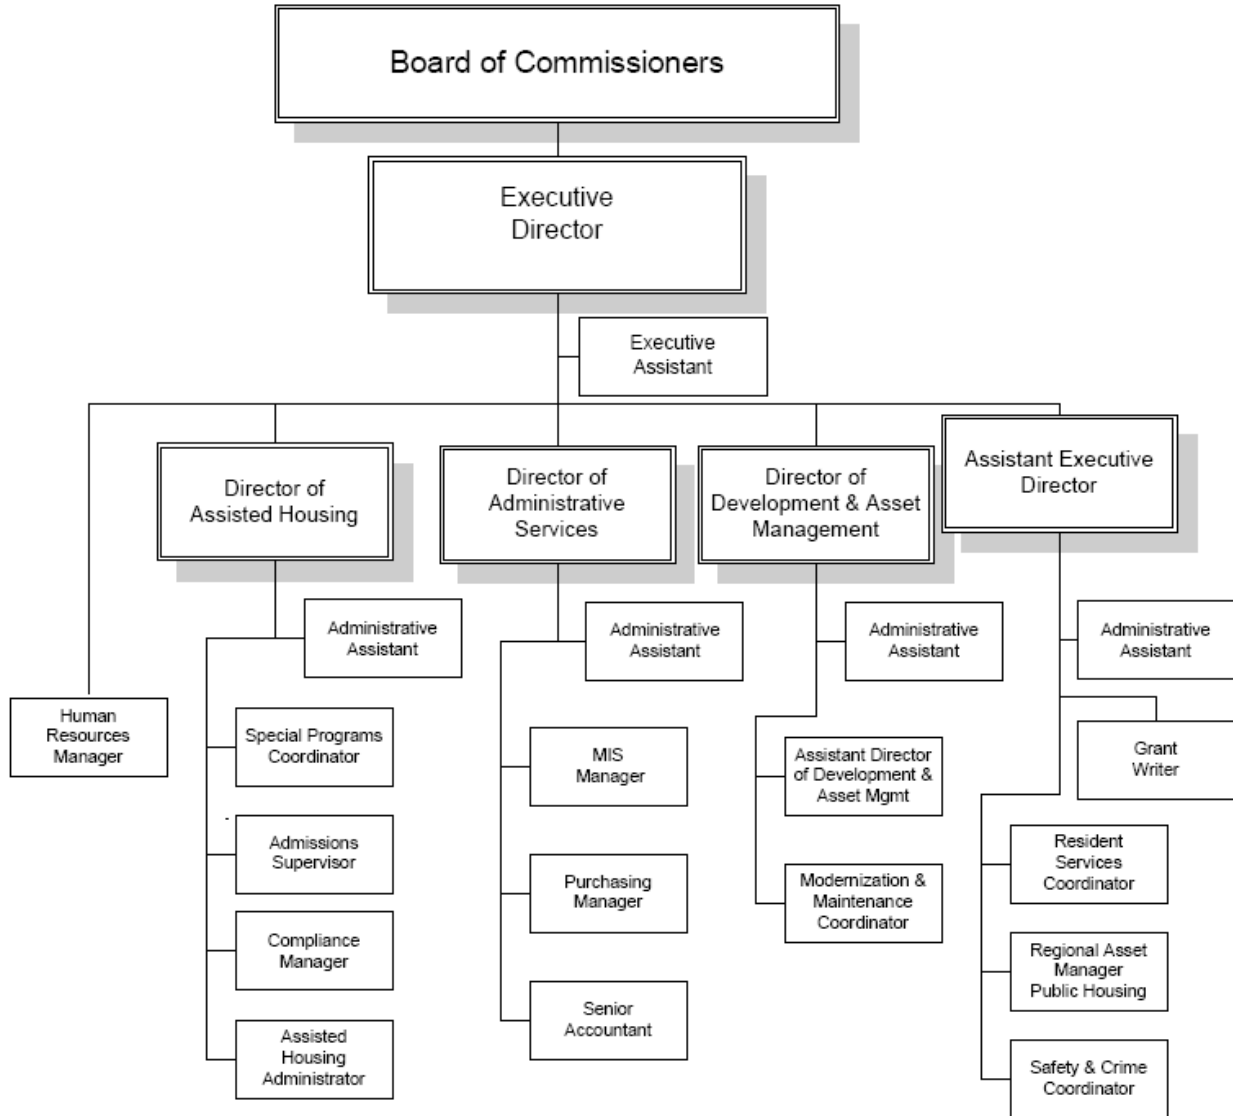 Board of Commissioners
Executive
Director
Executive
Assistant
Director of
Assisted Housing
Director of
Administrative
Services
Director of
Development & Asset
Management
Assistant Executive
Director
Administrative
Assistant
Administrative
Assistant
Administrative
Assistant
Administrative
Assistant
Human
Resources
Manager
Special Programs
Coordinator
Admissions
Supervisor
Compliance
Manager
Assisted
Housing
Administrator
MIS
Manager
Purchasing
Manager
Senior
Accountant
Assistant Director
of Development &
Asset Mgmt
Modernization &
Maintenance
Coordinator
Grant
Writer
Resident
Services
Coordinator
Regional Asset
Manager
Public Housing
Safety & Crime
Coordinator